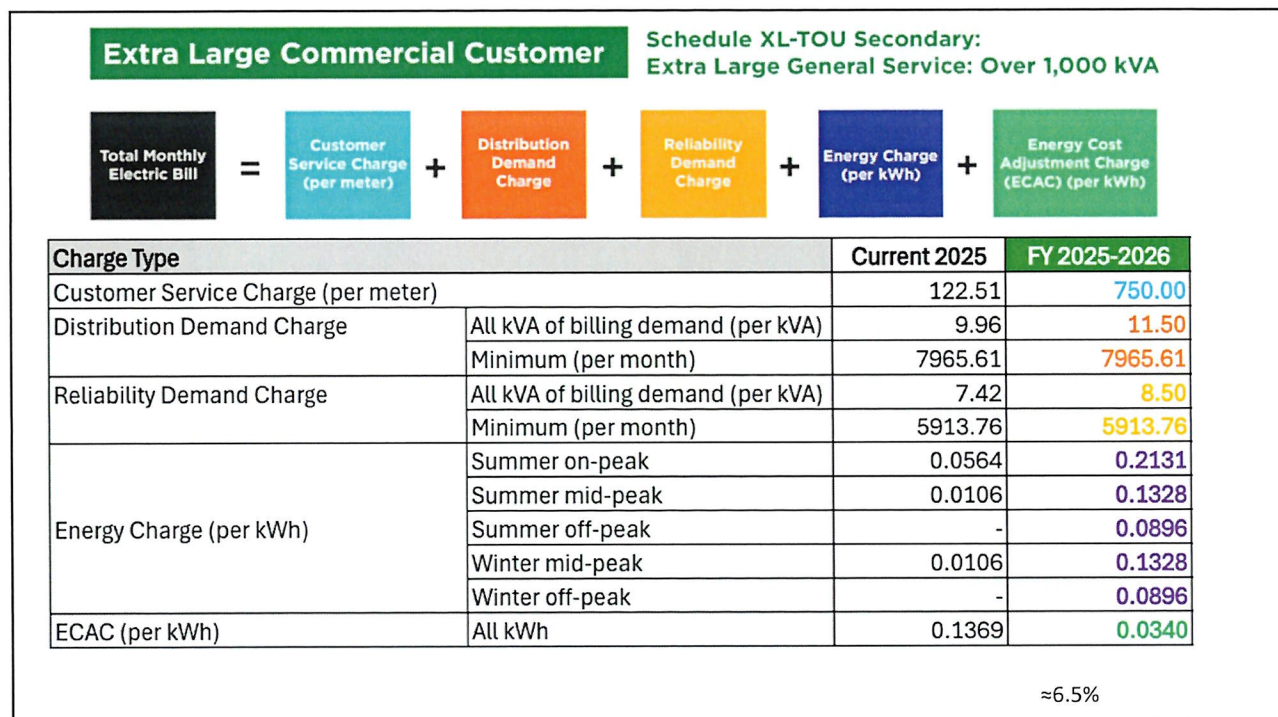 Extra Large Commercial Customer
Schedule XL-TOU Secondary:
Extra Large General Service: Over 1,000 kVA
Total Monthly
Electric Bill
=
Customer
Service Charge
(per meter)
+
Distribution
Demand
Charge
+
Reliability
Demand
Charge
+
Energy Charge
(per kWh)
+
Energy Cost
Adjustment Charge
(ECAC) (per kWh)
Charge Type Current 2025 FY 2025-2026
Customer Service Charge (per meter) 122.51 750.00
Distribution Demand Charge All kVA of billing demand (per kVA) 9.96 11.50
Minimum (per month) 7965.61 7965.61
Reliability Demand Charge All kVA of billing demand (per kVA) 7.42 8.50
Minimum (per month) 5913.76 5913.76
Energy Charge (per kWh) Summer on-peak 0.0564 0.2131
Summer mid-peak 0.0106 0.1328
Summer off-peak - 0.0896
Winter mid-peak 0.0106 0.1328
Winter off-peak - 0.0896
ECAC (per kWh) All kWh 0.1369 0.0340
≈6.5%